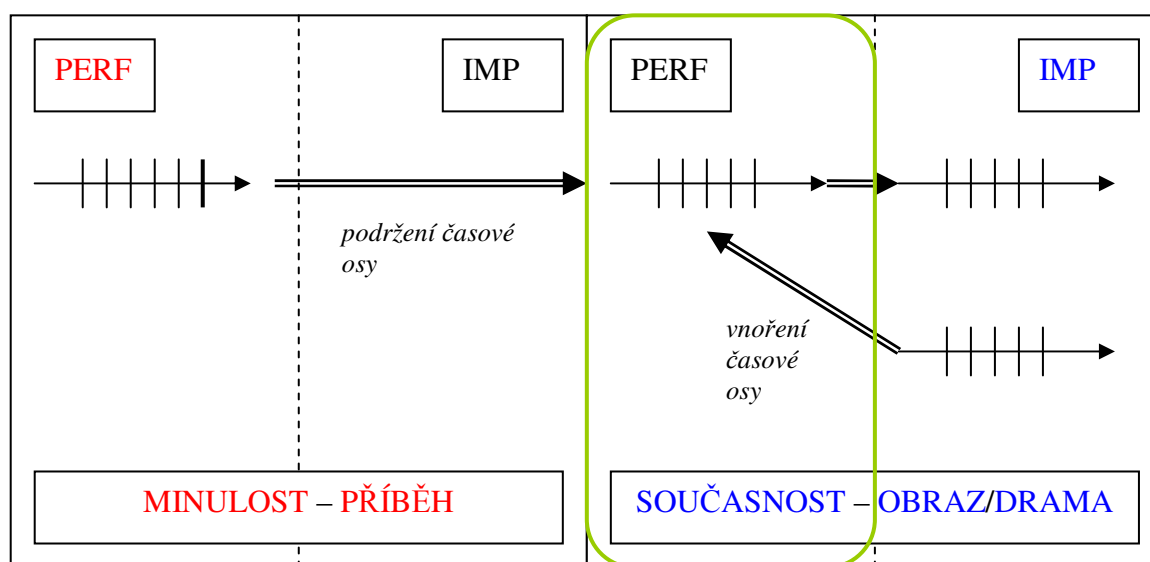 PERF
IMP
PERF
IMP
podržení časové
osy
vnoření
časové
osy
MINULOST – PŘÍBĚH
SOUČASNOST – OBRAZ/DRAMA